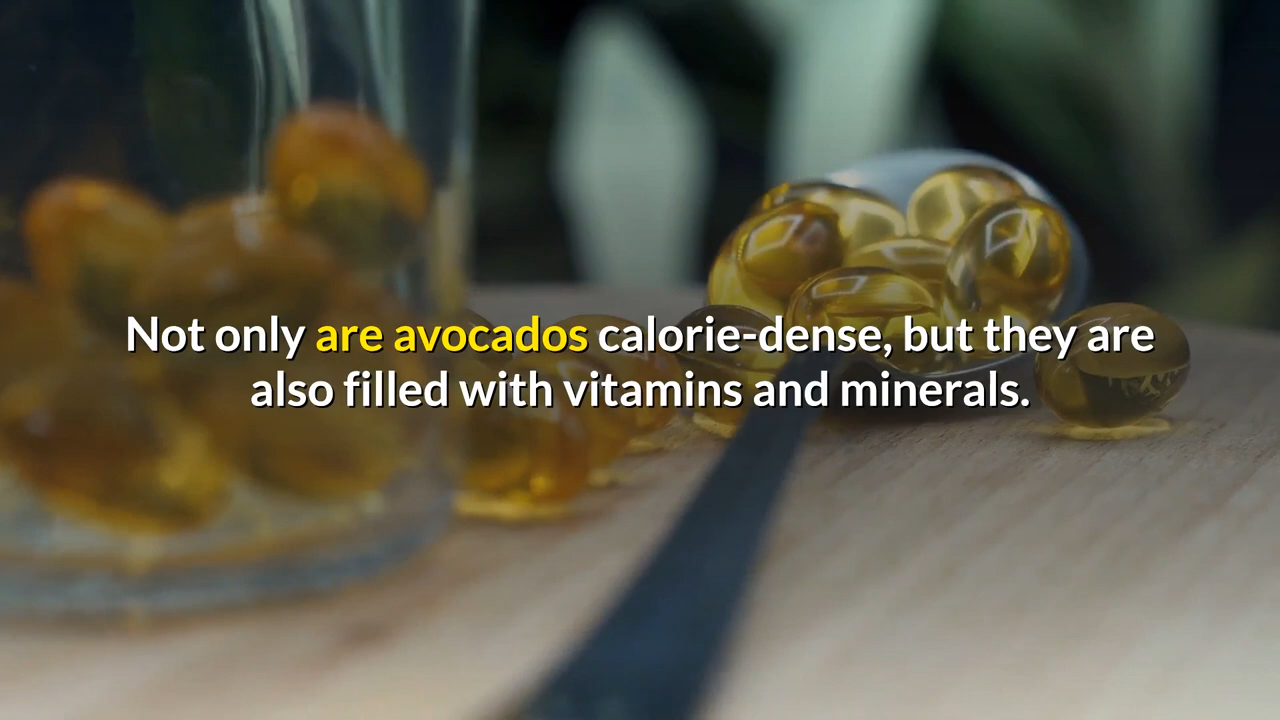 Not only are avocados calorie-dense, but they are
also filled with vitamins and minerals.